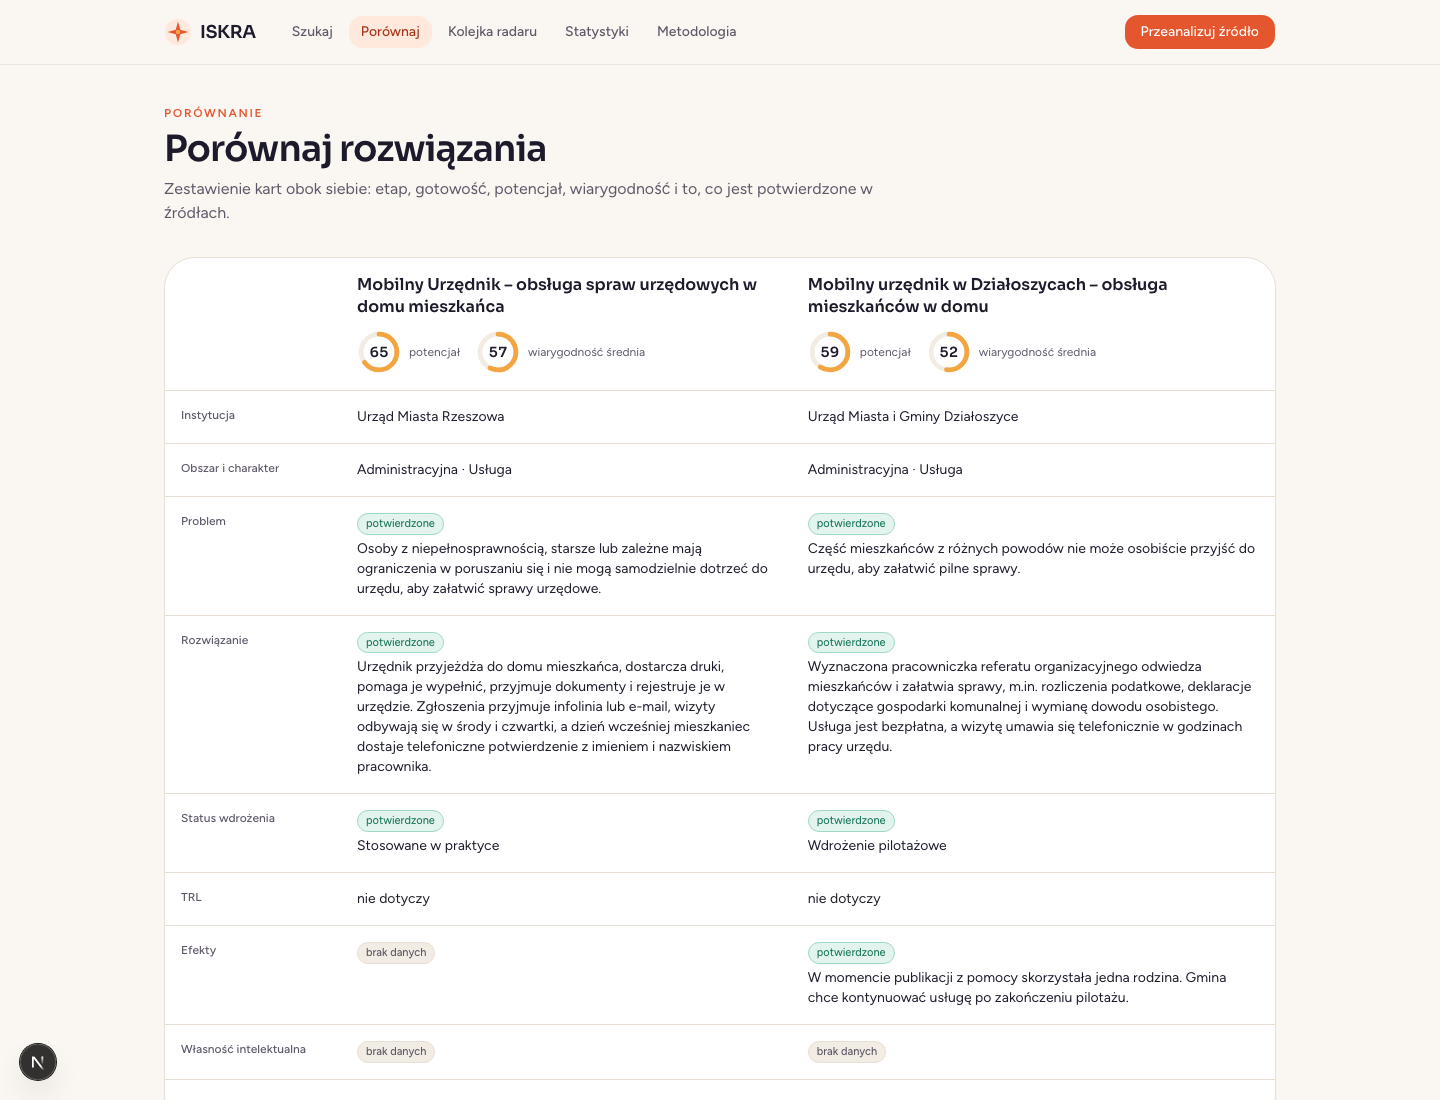 ISKRA
Szukaj
Porównaj
Kolejka radaru
Statystyki
Metodologia
Przeanalizuj źródło
PORÓWNANIE
Porównaj rozwiązania
Zestawienie kart obok siebie: etap, gotowość, potencjał, wiarygodność i to, co jest potwierdzone w
źródłach.
Mobilny Urzędnik – obsługa spraw urzędowych w
domu mieszkańca
65 potencjał 57 wiarygodność średnia
Mobilny urzędnik w Działoszycach – obsługa
mieszkańców w domu
59 potencjał 52 wiarygodność średnia
Instytucja
Urząd Miasta Rzeszowa
Urząd Miasta i Gminy Działoszyce
Obszar i charakter
Administracyjna · Usługa
Administracyjna · Usługa
Problem
potwierdzone
Osoby z niepełnosprawnością, starsze lub zależne mają
ograniczenia w poruszaniu się i nie mogą samodzielnie dotrzeć do
urzędu, aby załatwić sprawy urzędowe.
potwierdzone
Część mieszkańców z różnych powodów nie może osobiście przyjść do
urzędu, aby załatwić pilne sprawy.
Rozwiązanie
potwierdzone
Urzędnik przyjeżdża do domu mieszkańca, dostarcza druki,
pomaga je wypełnić, przyjmuje dokumenty i rejestruje je w
urzędzie. Zgłoszenia przyjmuje infolinia lub e-mail, wizyty
odbywają się w środy i czwartki, a dzień wcześniej mieszkaniec
dostaje telefoniczne potwierdzenie z imieniem i nazwiskiem
pracownika.
potwierdzone
Wyznaczona pracowniczka referatu organizacyjnego odwiedza
mieszkańców i załatwia sprawy, m.in. rozliczenia podatkowe, deklaracje
dotyczące gospodarki komunalnej i wymianę dowodu osobistego.
Usługa jest bezpłatna, a wizytę umawia się telefonicznie w godzinach
pracy urzędu.
Status wdrożenia
potwierdzone
Stosowane w praktyce
potwierdzone
Wdrożenie pilotażowe
TRL
nie dotyczy
nie dotyczy
Efekty
brak danych
potwierdzone
W momencie publikacji z pomocy skorzystała jedna rodzina. Gmina
chce kontynuować usługę po zakończeniu pilotażu.
Własność intelektualna
brak danych
brak danych
N